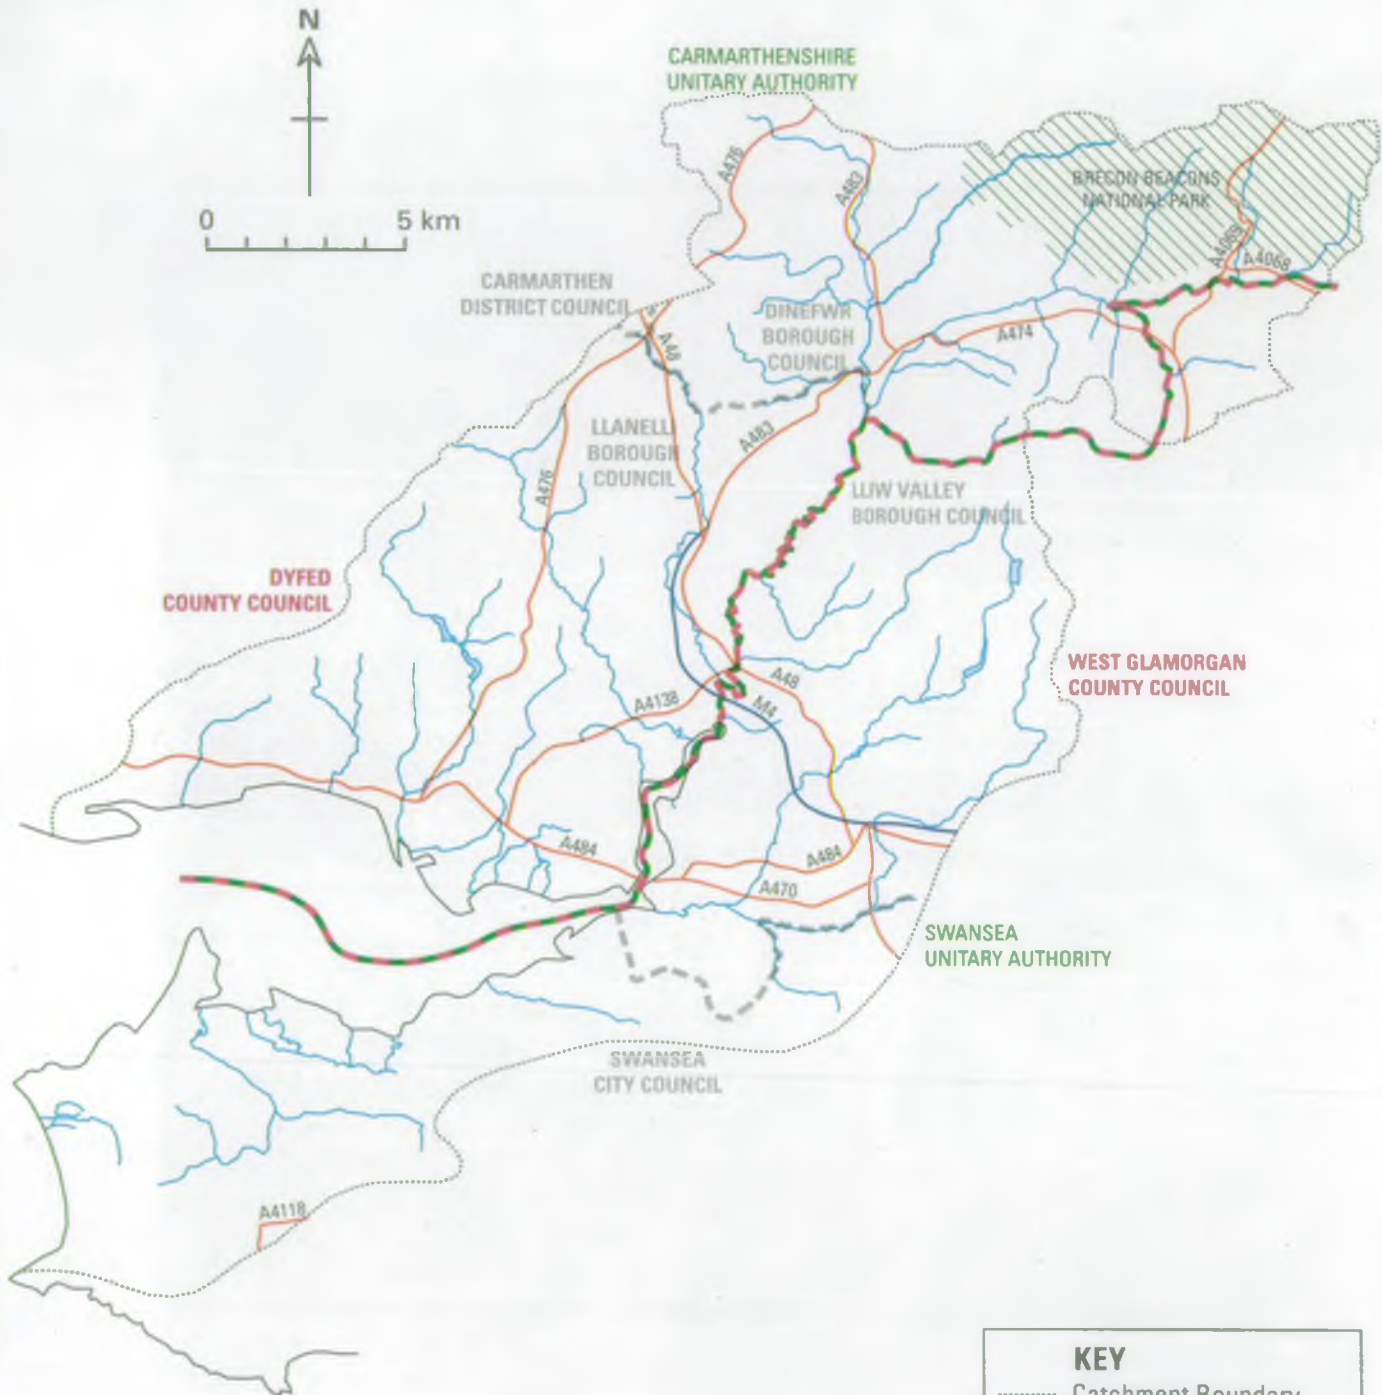 N
0 5 km
CARMARTHENSHIRE
UNITARY AUTHORITY
A476
A483
BRECON BEACONS
NATIONAL PARK
A4069
A4068
CARMARTHEN
DISTRICT COUNCIL
A48
DINEFWR
BOROUGH
COUNCIL
A474
LLANELLI
BOROUGH
COUNCIL
A483
A476
LLIW VALLEY
BOROUGH COUNCIL
DYFED
COUNTY COUNCIL
WEST GLAMORGAN
COUNTY COUNCIL
A48
A4138
M4
A484
A484
A470
SWANSEA
UNITARY AUTHORITY
SWANSEA
CITY COUNCIL
A4118
KEY
Catchment Boundary